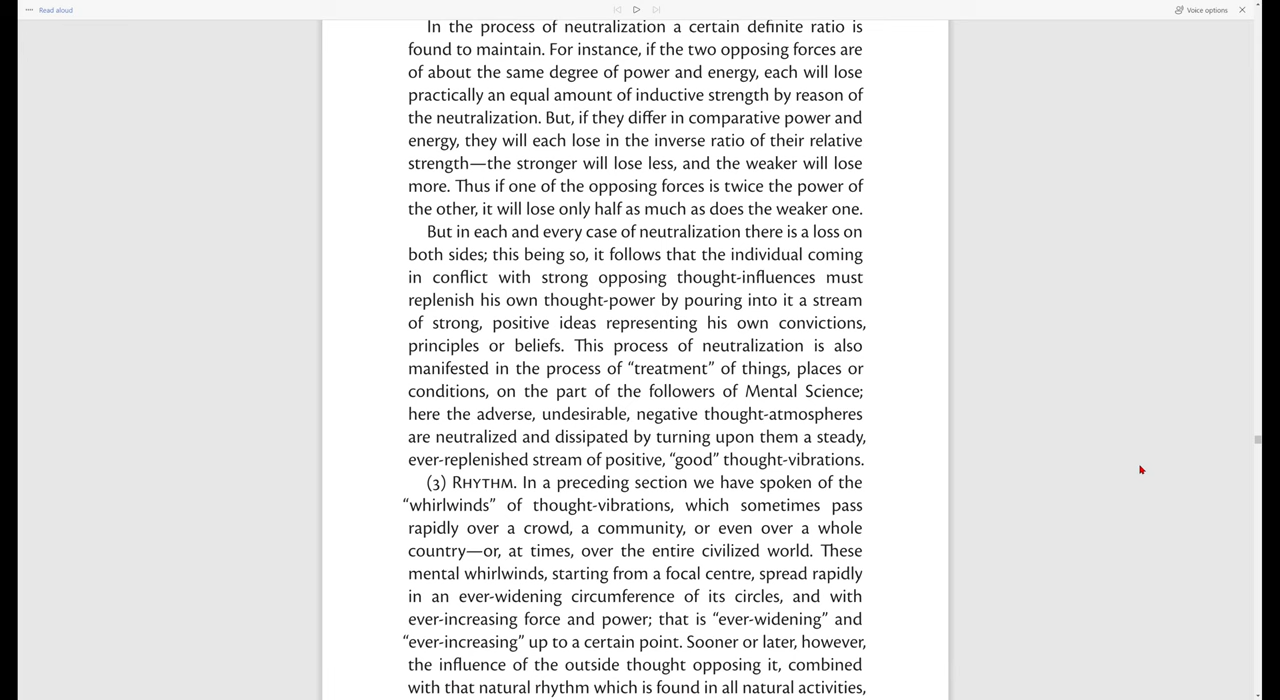 Read aloud
Voice options
In the process of neutralization a certain definite ratio is
found to maintain. For instance, if the two opposing forces are
of about the same degree of power and energy, each will lose
practically an equal amount of inductive strength by reason of
the neutralization. But, if they differ in comparative power and
energy, they will each lose in the inverse ratio of their relative
strength—the stronger will lose less, and the weaker will lose
more. Thus if one of the opposing forces is twice the power of
the other, it will lose only half as much as does the weaker one.
But in each and every case of neutralization there is a loss on
both sides; this being so, it follows that the individual coming
in conflict with strong opposing thought-influences must
replenish his own thought-power by pouring into it a stream
of strong, positive ideas representing his own convictions,
principles or beliefs. This process of neutralization is also
manifested in the process of “treatment” of things, places or
conditions, on the part of the followers of Mental Science;
here the adverse, undesirable, negative thought-atmospheres
are neutralized and dissipated by turning upon them a steady,
ever-replenished stream of positive, “good” thought-vibrations.
(3) Rhythm. In a preceding section we have spoken of the
“whirlwinds” of thought-vibrations, which sometimes pass
rapidly over a crowd, a community, or even over a whole
country—or, at times, over the entire civilized world. These
mental whirlwinds, starting from a focal centre, spread rapidly
in an ever-widening circumference of its circles, and with
ever-increasing force and power; that is “ever-widening” and
“ever-increasing” up to a certain point. Sooner or later, however,
the influence of the outside thought opposing it, combined
with that natural rhythm which is found in all natural activities,